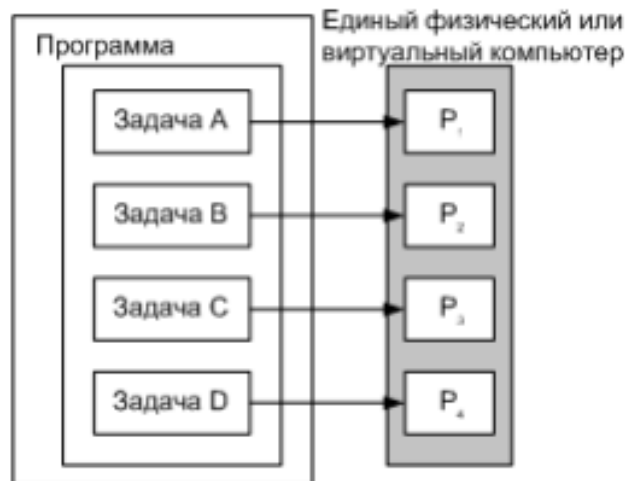 Программа
Единый физический или
виртуальный компьютер
Задача A
P₁
Задача B
P₂
Задача C
P₃
Задача D
P₄